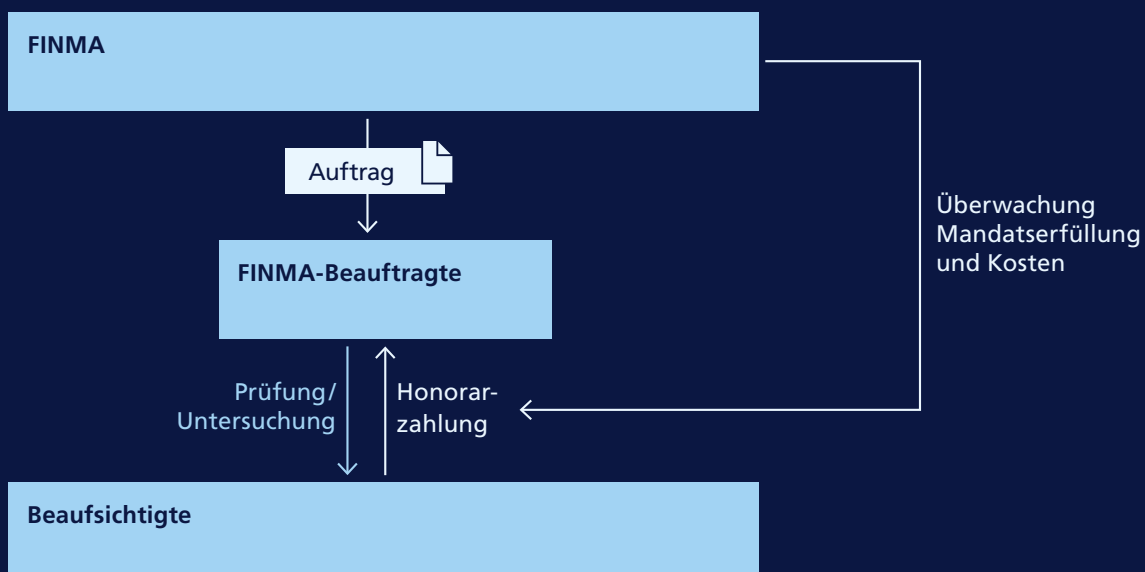 FINMA
Auftrag
Überwachung
Mandatserfüllung
und Kosten
FINMA-Beauftragte
Prüfung/
Untersuchung
Honorar-
zahlung
Beaufsichtigte